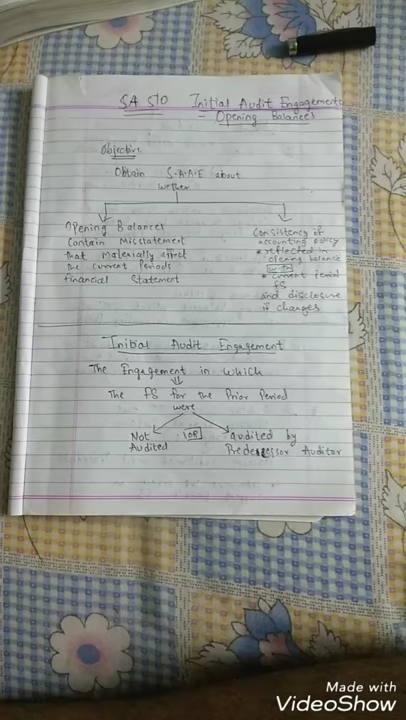 SA 510 Initial Audit Engagements
- Opening balances
Objective
Obtain S.A.A.E about
wether
Opening Balances
Contain Misstatement
that Materially effect
the current Periods
financial Statement
Consistency of
accounting policy
* reflected in
opening balance
* current Period
FS
and disclosure
if changes
Initial Audit Engagement
The Engagement in which
The FS for the Prior Period
were
Not
Audited
OR
audited by
Predessessor Auditor
Made with
VideoShow